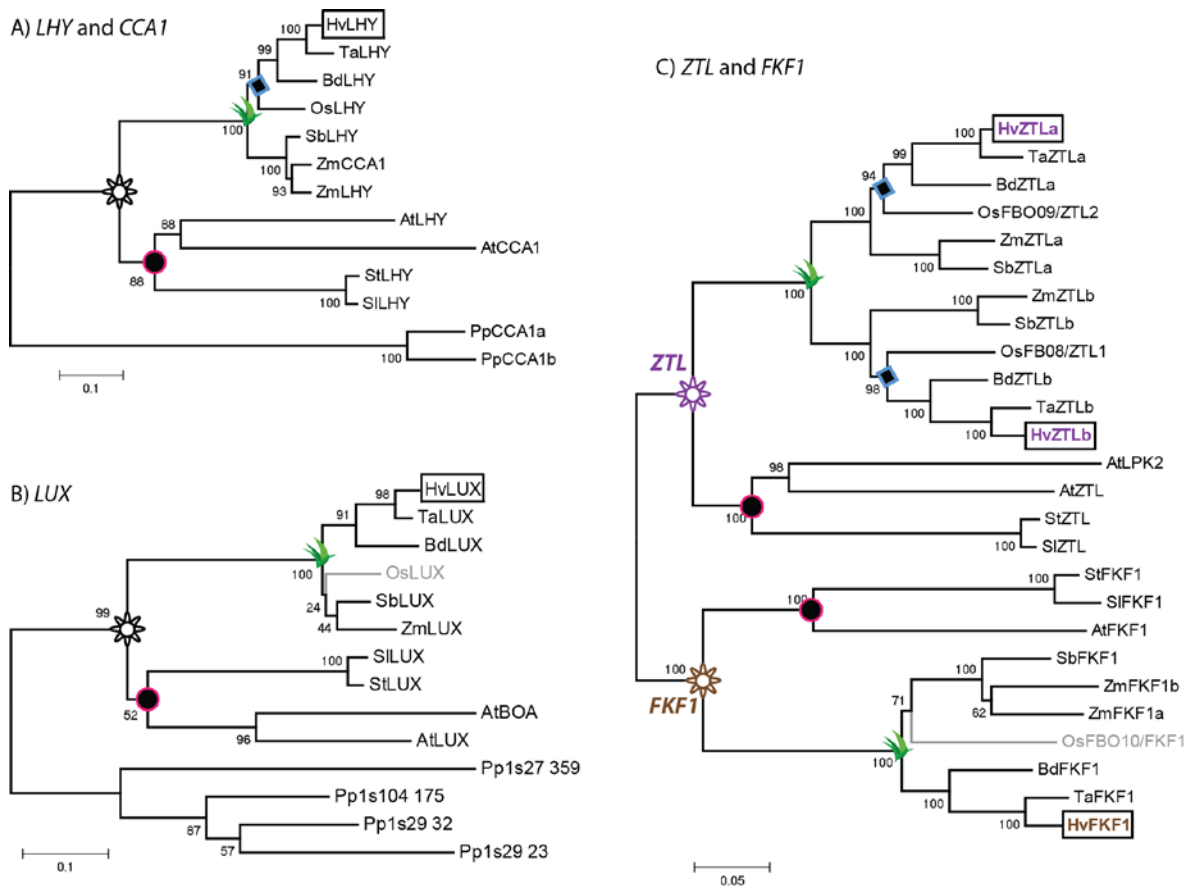 A) LHY and CCA1
100
HvLHY
99
TaLHY
91
BdLHY
OsLHY
100
SbLHY
100
ZmCCA1
93
ZmLHY
88
AtLHY
AtCCA1
88
StLHY
100
SlLHY
PpCCA1a
100
PpCCA1b
0.1
B) LUX
98
HvLUX
91
TaLUX
BdLUX
100
OsLUX
24
SbLUX
44
ZmLUX
99
100
SlLUX
StLUX
52
AtBOA
96
AtLUX
Pp1s27 359
Pp1s104 175
87
Pp1s29 32
57
Pp1s29 23
0.1
C) ZTL and FKF1
100
HvZTLa
99
TaZTLa
94
BdZTLa
100
OsFBO09/ZTL2
ZmZTLa
100
SbZTLa
100
100
ZmZTLb
SbZTLb
100
OsFB08/ZTL1
98
BdZTLb
100
TaZTLb
100
HvZTLb
ZTL
98
AtLPK2
AtZTL
100
StZTL
100
SlZTL
100
StFKF1
100
SlFKF1
AtFKF1
100
FKF1
100
SbFKF1
71
ZmFKF1b
62
ZmFKF1a
OsFBO10/FKF1
100
BdFKF1
100
TaFKF1
100
HvFKF1
0.05